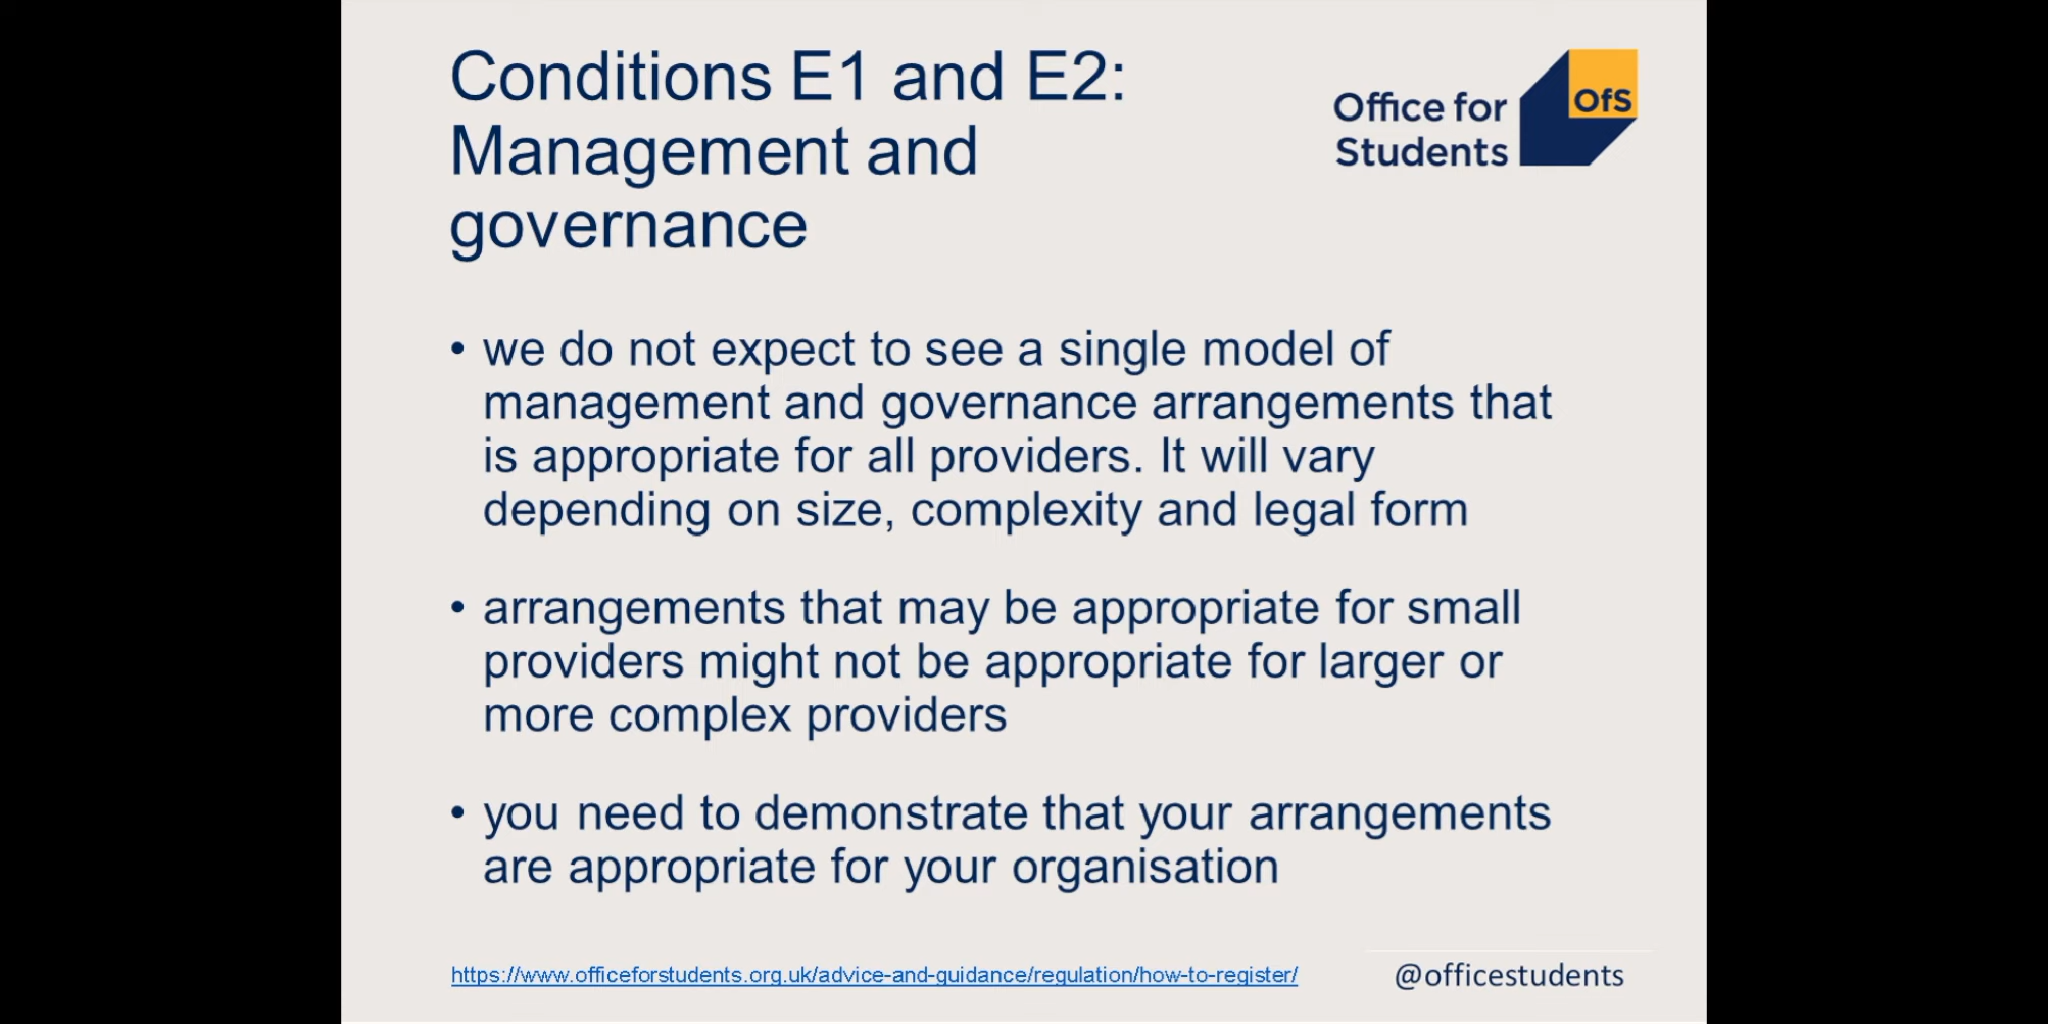 Conditions E1 and E2:
Management and
governance
Office for
Students
OfS
• we do not expect to see a single model of
management and governance arrangements that
is appropriate for all providers. It will vary
depending on size, complexity and legal form
• arrangements that may be appropriate for small
providers might not be appropriate for larger or
more complex providers
• you need to demonstrate that your arrangements
are appropriate for your organisation
https://www.officeforstudents.org.uk/advice-and-guidance/regulation/how-to-register/
@officestudents